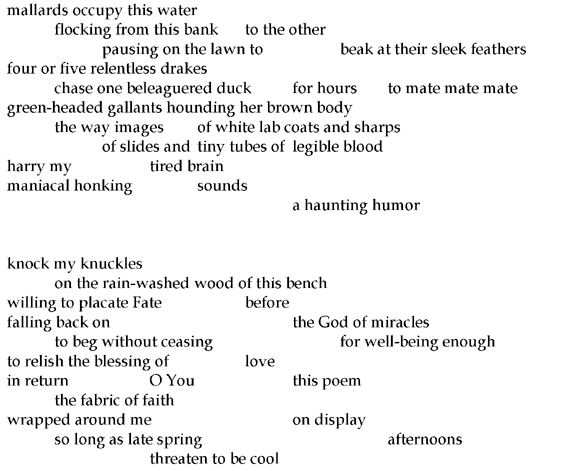 mallards occupy this water
flocking from this bank to the other
pausing on the lawn to beak at their sleek feathers
four or five relentless drakes
chase one beleaguered duck for hours to mate mate mate
green-headed gallants hounding her brown body
the way images of white lab coats and sharps
of slides and tiny tubes of legible blood
harry my tired brain
maniacal honking sounds
a haunting humor
knock my knuckles
on the rain-washed wood of this bench
willing to placate Fate before
falling back on the God of miracles
to beg without ceasing for well-being enough
to relish the blessing of love
in return O You this poem
the fabric of faith
wrapped around me on display
so long as late spring afternoons
threaten to be cool